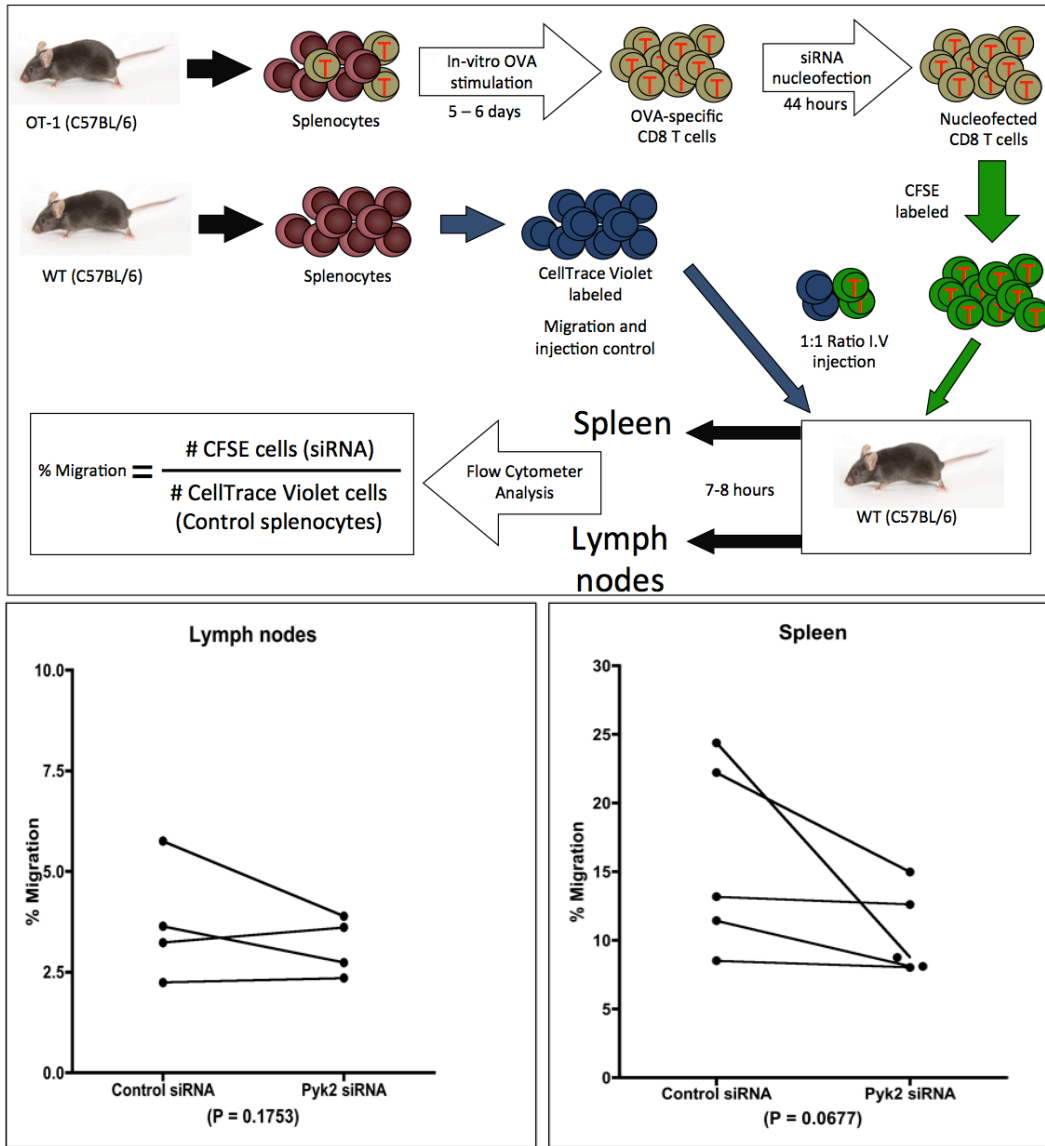 OT-1 (C57BL/6)
T
T
T
T
Splenocytes
In-vitro OVA
stimulation
5 – 6 days
T
T
T
T
T
T
T
T
T
T
OVA-specific
CD8 T cells
siRNA
nucleofection
44 hours
T
T
T
T
T
T
T
T
T
T
Nucleofected
CD8 T cells
CFSE
labeled
WT (C57BL/6)
Splenocytes
CellTrace Violet
labeled
Migration and
injection control
T
T
1:1 Ratio I.V
injection
T
T
T
T
T
T
T
T
T
T
% Migration = # CFSE cells (siRNA)
# CellTrace Violet cells
(Control splenocytes)
Flow Cytometer
Analysis
Spleen
7-8 hours
Lymph
nodes
WT (C57BL/6)
Lymph nodes
10.0
7.5
5.0
2.5
0.0
% Migration
Control siRNA
Pyk2 siRNA
(P = 0.1753)
Spleen
30
25
20
15
10
5
0
% Migration
Control siRNA
Pyk2 siRNA
(P = 0.0677)